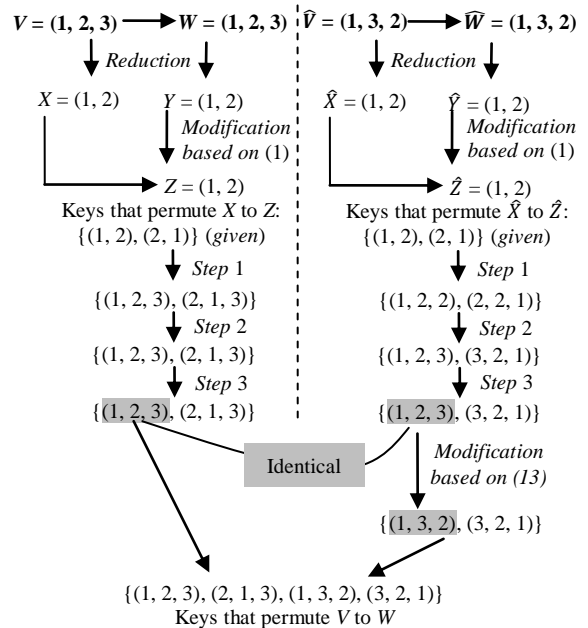 V = (1, 2, 3) W = (1, 2, 3)
Reduction
X = (1, 2) Y = (1, 2)
Modification
based on (1)
Z = (1, 2)
Keys that permute X to Z:
{(1, 2), (2, 1)} (given)
Step 1
{(1, 2, 3), (2, 1, 3)}
Step 2
{(1, 2, 3), (2, 1, 3)}
Step 3
{(1, 2, 3), (2, 1, 3)}
V̂ = (1, 3, 2) Ŵ = (1, 3, 2)
Reduction
X̂ = (1, 2) Ŷ = (1, 2)
Modification
based on (1)
Ẑ = (1, 2)
Keys that permute X̂ to Ẑ:
{(1, 2), (2, 1)} (given)
Step 1
{(1, 2, 2), (2, 2, 1)}
Step 2
{(1, 2, 3), (3, 2, 1)}
Step 3
{(1, 2, 3), (3, 2, 1)}
Identical
Modification
based on (13)
{(1, 3, 2), (3, 2, 1)}
{(1, 2, 3), (2, 1, 3), (1, 3, 2), (3, 2, 1)}
Keys that permute V to W